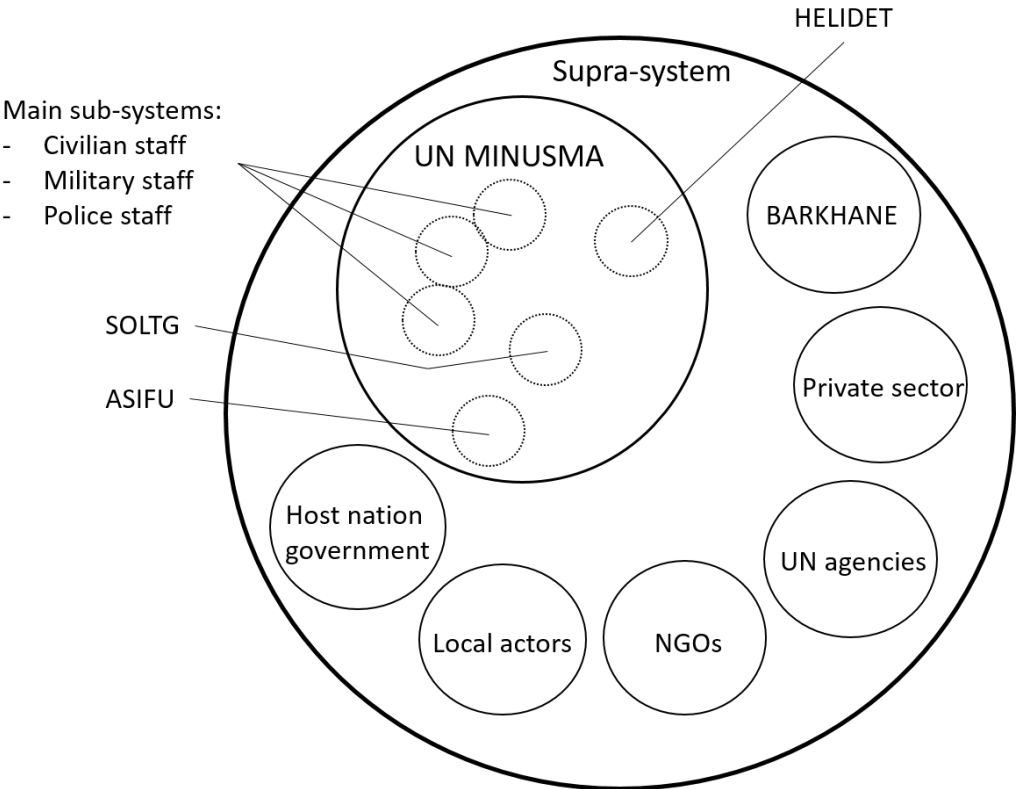 HELIDET
Supra-system
Main sub-systems:
- Civilian staff
- Military staff
- Police staff
UN MINUSMA
BARKHANE
SOLTG
Private sector
ASIFU
Host nation
government
UN agencies
Local actors
NGOs